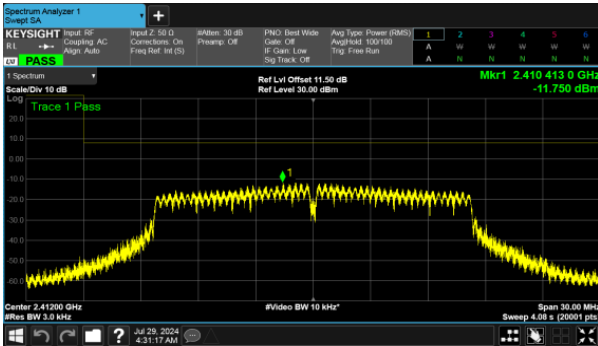 Spectrum Analyzer 1
Swept SA
KEYSIGHT
RL
Input: RF
Coupling: AC
Align: Auto
Input Z: 50 Ω
Corrections: On
Freq Ref: Int (S)
#Atten: 30 dB
Preamp: Off
PNO: Best Wide
Gate: Off
IF Gain: Low
Sig Track: Off
Avg Type: Power (RMS)
Avg|Hold: 100/100
Trig: Free Run
1 2 3 4 5 6
A W W W W W
A N N N N N
LXI PASS
1 Spectrum
Scale/Div 10 dB
Ref Lvl Offset 11.50 dB
Ref Level 30.00 dBm
Mkr1 2.410 413 0 GHz
-11.750 dBm
Log
Trace 1 Pass
20.0
10.0
0.00
-10.0
-20.0
-30.0
-40.0
-50.0
-60.0
1
Center 2.41200 GHz
#Res BW 3.0 kHz
#Video BW 10 kHz*
Span 30.00 MHz
Sweep 4.08 s (20001 pts)
Jul 29, 2024
4:31:17 AM